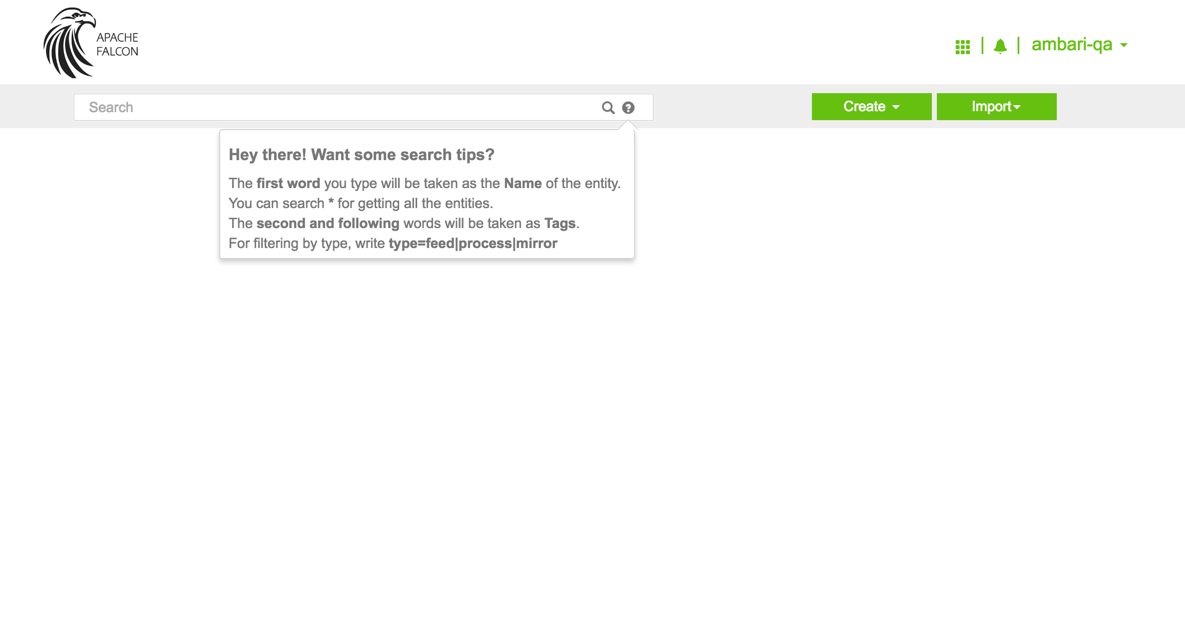 APACHE
FALCON
ambari-qa
Search
Create
Import
Hey there! Want some search tips?
The first word you type will be taken as the Name of the entity.
You can search * for getting all the entities.
The second and following words will be taken as Tags.
For filtering by type, write type=feed|process|mirror